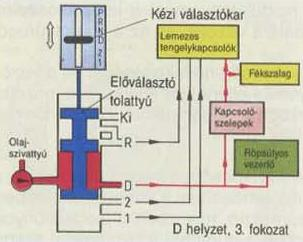 Kézi választókar
P
R
N
D
2
1
Lemezes
tengelykapcsolók
Előválasztó
tolattyú
Fékszalag
Ki
Kapcsoló-
szelepek
R
Olaj-
szivattyú
Röpsúlyos
vezérlő
D
2
1
D helyzet, 3. fokozat